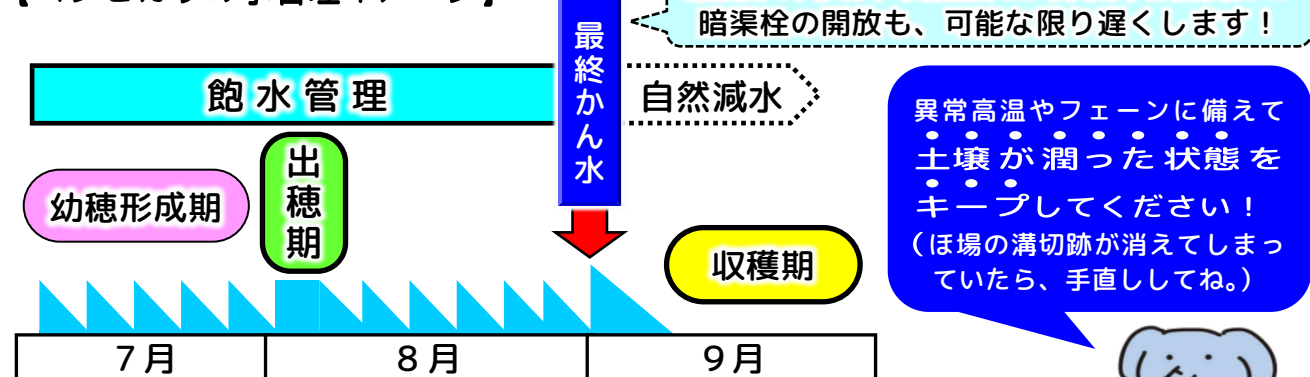 暗渠栓の開放も、可能な限り遅くします！
最終かん水
飽水管理
自然減水
異常高温やフェーンに備えて
土壌が潤った状態を
キープしてください！
（ほ場の溝切跡が消えてしまっ
ていたら、手直ししてね。）
幼穂形成期
出穂期
収穫期
7月
8月
9月